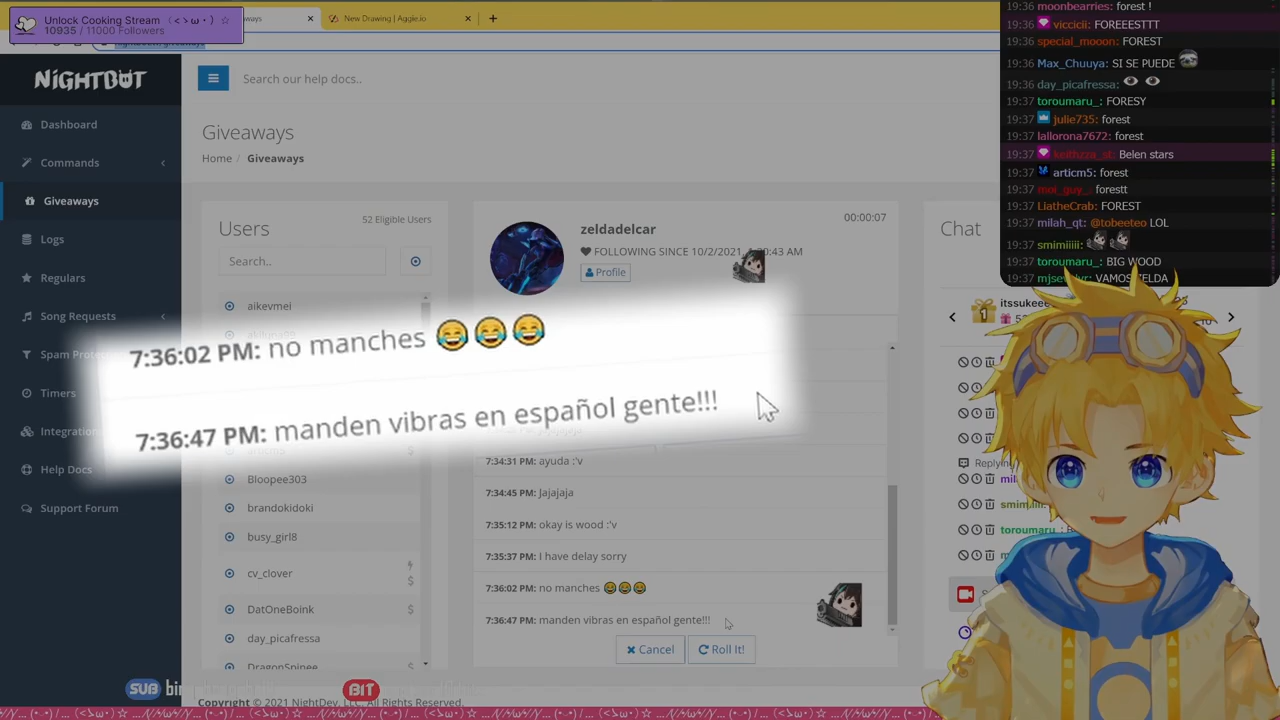 Unlock Cooking Stream (くゝω・) ☆
10935 / 11000 Followers
New Drawing | Aggie.io
NIGHTBOT
Search our help docs..
Dashboard
Commands
Giveaways
Logs
Regulars
Song Requests
Timers
Help Docs
Support Forum
Giveaways
Home / Giveaways
Users
52 Eligible Users
Search..
aikevmei
Bloopee303
brandokidoki
busy_girl8
cv_clover
DatOneBoink
day_picafressa
DragonSpinee
zeldadelcar
00:00:07
Profile
7:36:02 PM: no manches 😂😂😂
7:36:47 PM: manden vibras en español gente!!!
7:34:31 PM: ayuda :'v
7:34:45 PM: Jajajaja
7:35:12 PM: okay is wood :'v
7:35:37 PM: I have delay sorry
7:36:02 PM: no manches 😂😂😂
7:36:47 PM: manden vibras en español gente!!!
Cancel
Roll It!
Chat
Replying
19:36 moonbearries: forest !
19:36 viccicii: FOREEESTTT
19:36 special_mooon: FOREST
19:36 Max_Chuuya: SI SE PUEDE
19:36 day_picafressa:
19:37 toroumaru_: FORESY
19:37 julie735: forest
19:37 lallorona7672: forest
19:37 keithzza_st: Belen stars
19:37 articm5: forest
19:37 moi_guy_: forestt
19:37 LiatheCrab: FOREST
19:37 milah_qt: @tobeeteo LOL
19:37 smimiiiii:
19:37 toroumaru_: BIG WOOD
19:37 VAMOS ZELDA
SUB
BIT
Copyright © 2021 NightDev, LLC. All Rights Reserved.